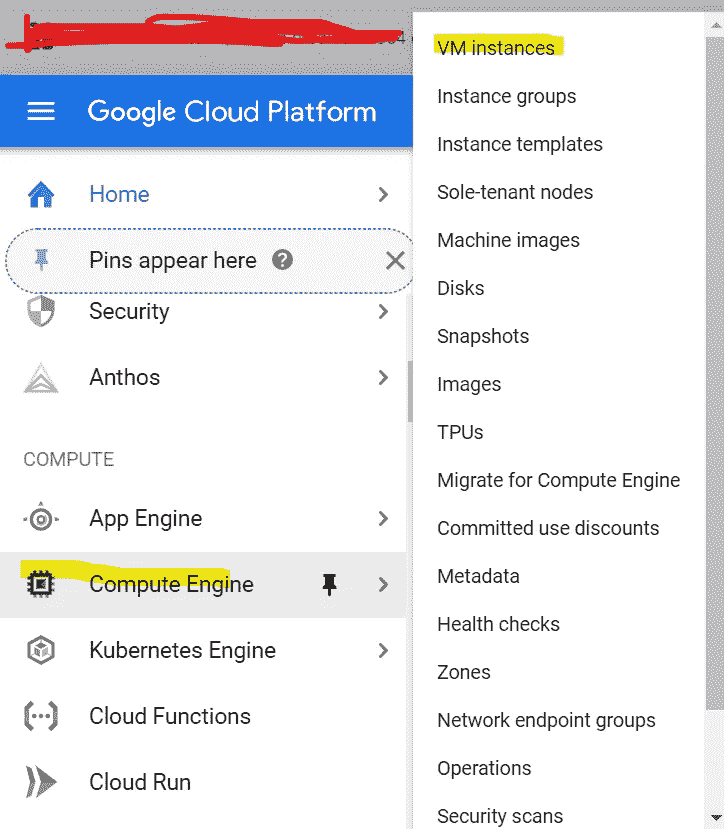 Google Cloud Platform
Home
Pins appear here
Security
Anthos
COMPUTE
App Engine
Compute Engine
Kubernetes Engine
Cloud Functions
Cloud Run
VM instances
Instance groups
Instance templates
Sole-tenant nodes
Machine images
Disks
Snapshots
Images
TPUs
Migrate for Compute Engine
Committed use discounts
Metadata
Health checks
Zones
Network endpoint groups
Operations
Security scans